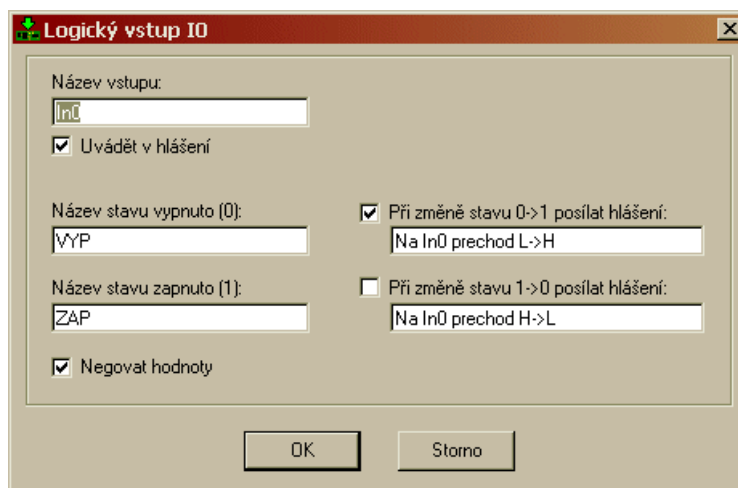 Logický vstup IO
Název vstupu:
In0
Uvádět v hlášení
Název stavu vypnuto (0):
VYP
Při změně stavu 0->1 posílat hlášení:
Na In0 prechod L->H
Název stavu zapnuto (1):
ZAP
Při změně stavu 1->0 posílat hlášení:
Na In0 prechod H->L
Negovat hodnoty
OK
Storno